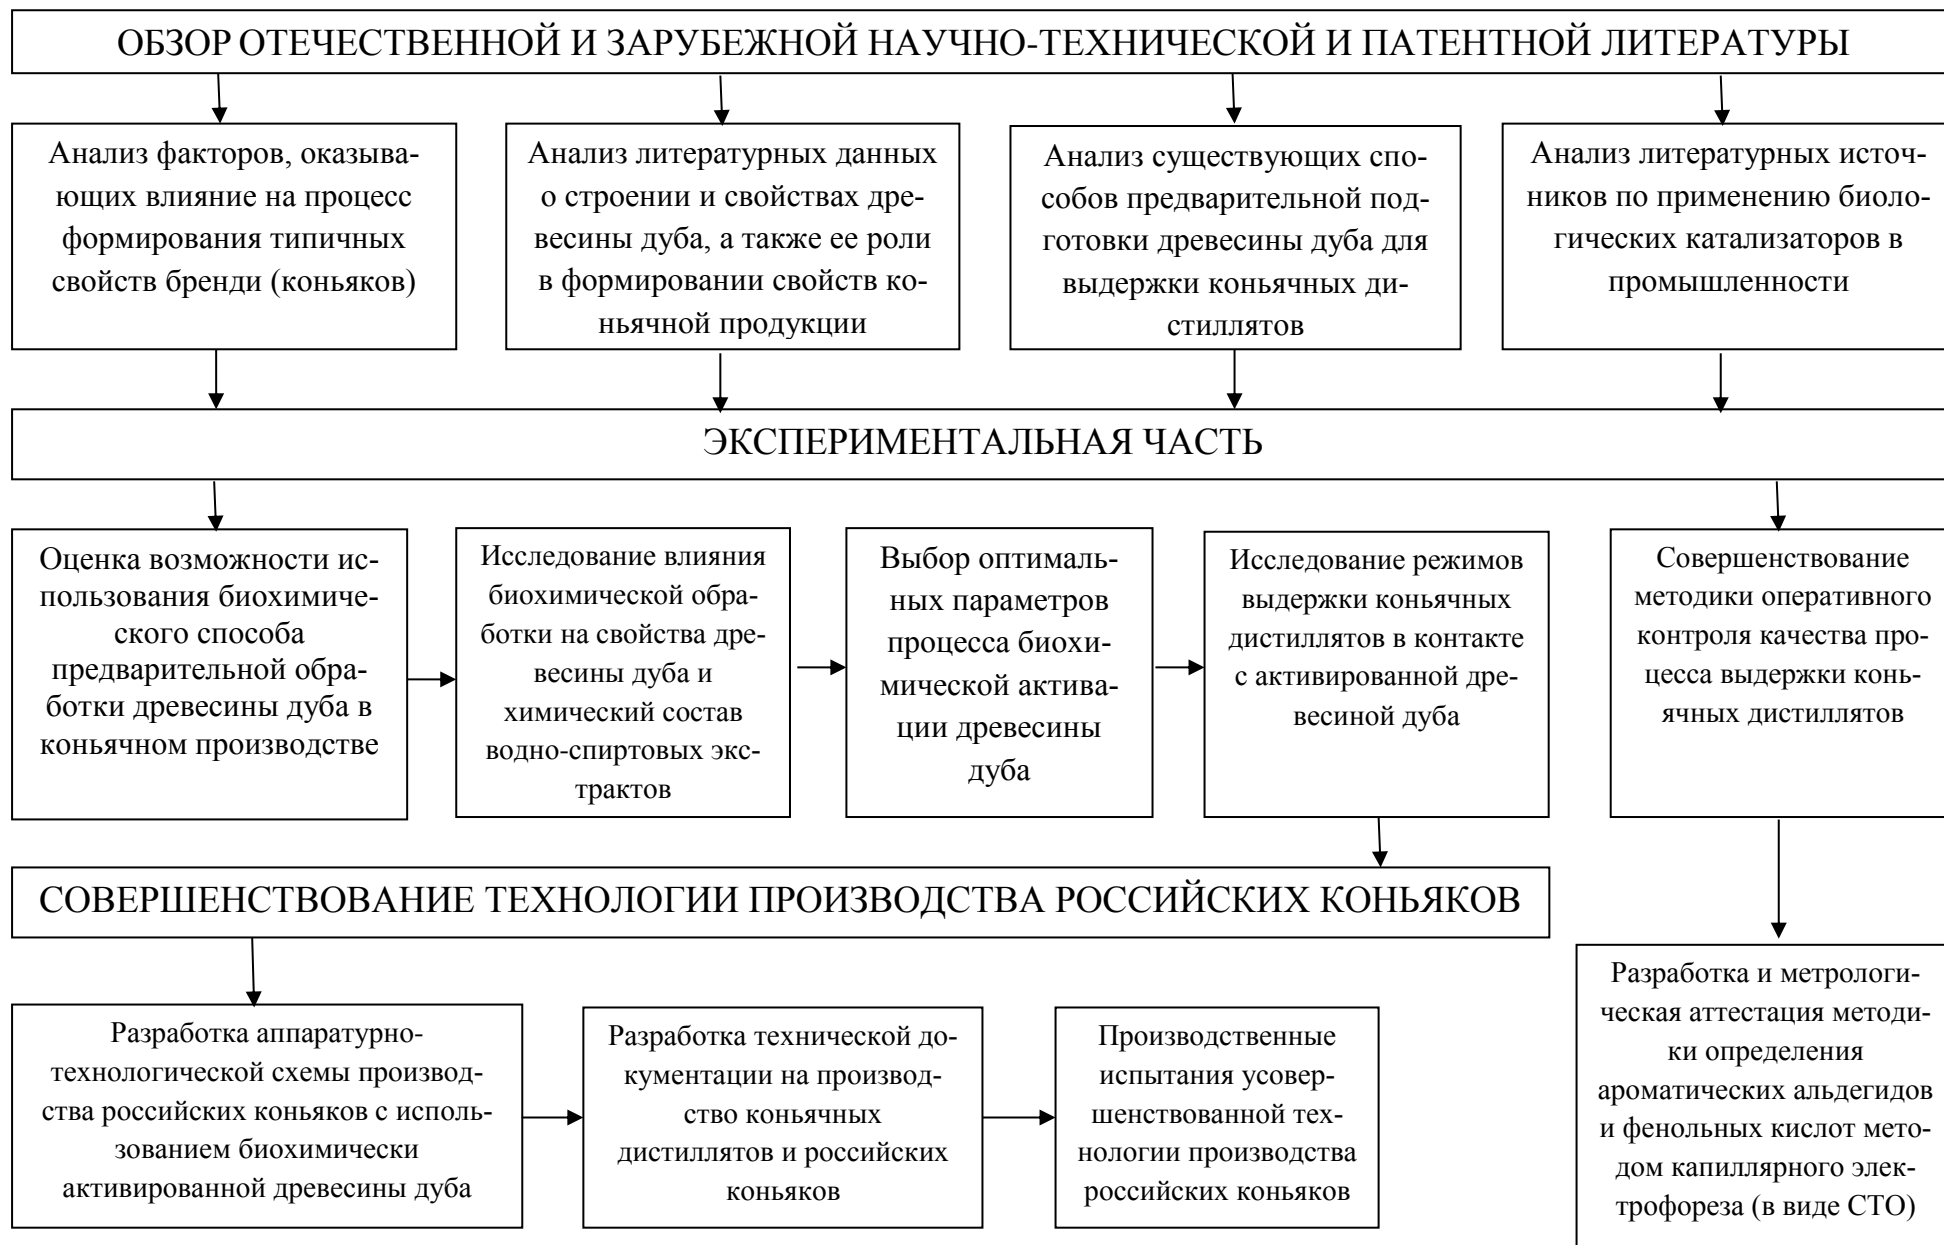 ОБЗОР ОТЕЧЕСТВЕННОЙ И ЗАРУБЕЖНОЙ НАУЧНО-ТЕХНИЧЕСКОЙ И ПАТЕНТНОЙ ЛИТЕРАТУРЫ
Анализ факторов, оказыва-
ющих влияние на процесс
формирования типичных
свойств бренди (коньяков)
Анализ литературных данных
о строении и свойствах дре-
весины дуба, а также ее роли
в формировании свойств ко-
ньячной продукции
Анализ существующих спо-
собов предварительной под-
готовки древесины дуба для
выдержки коньячных ди-
стиллятов
Анализ литературных источ-
ников по применению биоло-
гических катализаторов в
промышленности
ЭКСПЕРИМЕНТАЛЬНАЯ ЧАСТЬ
Оценка возможности ис-
пользования биохимиче-
ского способа
предварительной обра-
ботки древесины дуба в
коньячном производстве
Исследование влияния
биохимической обра-
ботки на свойства дре-
весины дуба и
химический состав
водно-спиртовых экс-
трактов
Выбор оптималь-
ных параметров
процесса биохи-
мической актива-
ции древесины
дуба
Исследование режимов
выдержки коньячных
дистиллятов в контакте
с активированной дре-
весиной дуба
Совершенствование
методики оперативного
контроля качества про-
цесса выдержки конь-
ячных дистиллятов
СОВЕРШЕНСТВОВАНИЕ ТЕХНОЛОГИИ ПРОИЗВОДСТВА РОССИЙСКИХ КОНЬЯКОВ
Разработка аппаратурно-
технологической схемы производ-
ства российских коньяков с исполь-
зованием биохимически
активированной древесины дуба
Разработка технической до-
кументации на производ-
ство коньячных
дистиллятов и российских
коньяков
Производственные
испытания усовер-
шенствованной тех-
нологии производства
российских коньяков
Разработка и метрологи-
ческая аттестация методи-
ки определения
ароматических альдегидов
и фенольных кислот мето-
дом капиллярного элек-
трофореза (в виде СТО)